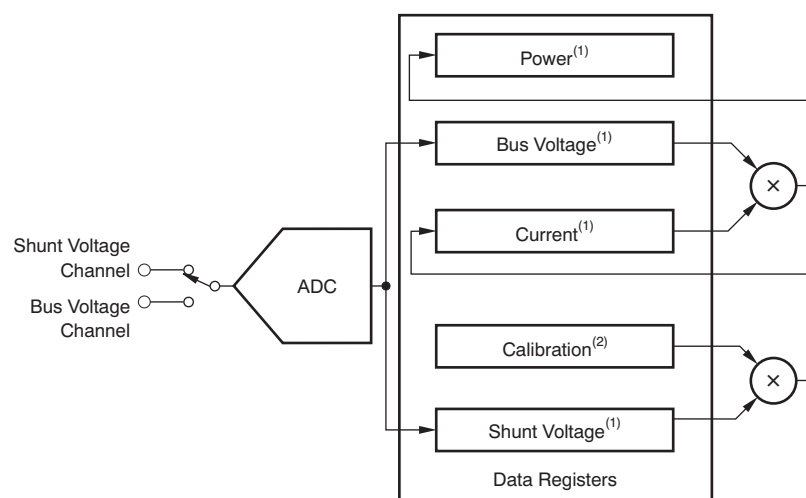 Power(1)
Bus Voltage(1)
×
Current(1)
Shunt Voltage
Channel
ADC
Bus Voltage
Channel
Calibration(2)
×
Shunt Voltage(1)
Data Registers